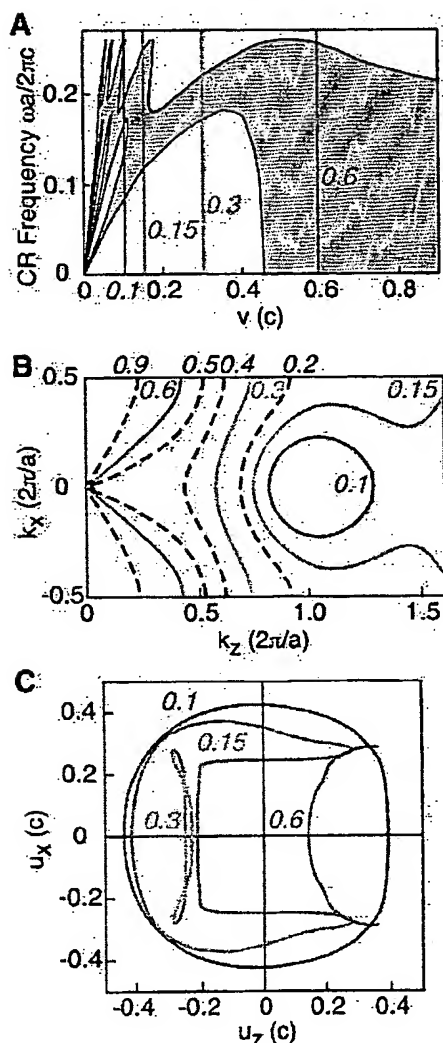 A
CR Frequency ωa/2πc
0.2
0.1
0
0.15
0.3
0.6
0 0.1 0.2 0.4 0.6 0.8
v (c)
B
0.9 0.5 0.4 0.2
0.6 0.3 0.15
0.1
kx (2π/a)
0.5
0
-0.5
0 0.5 1.0 1.5
kz (2π/a)
C
0.1
0.15
0.3 0.6
ux (c)
0.4
0.2
0
-0.2
-0.4
-0.4 -0.2 0 0.2 0.4
uz (c)